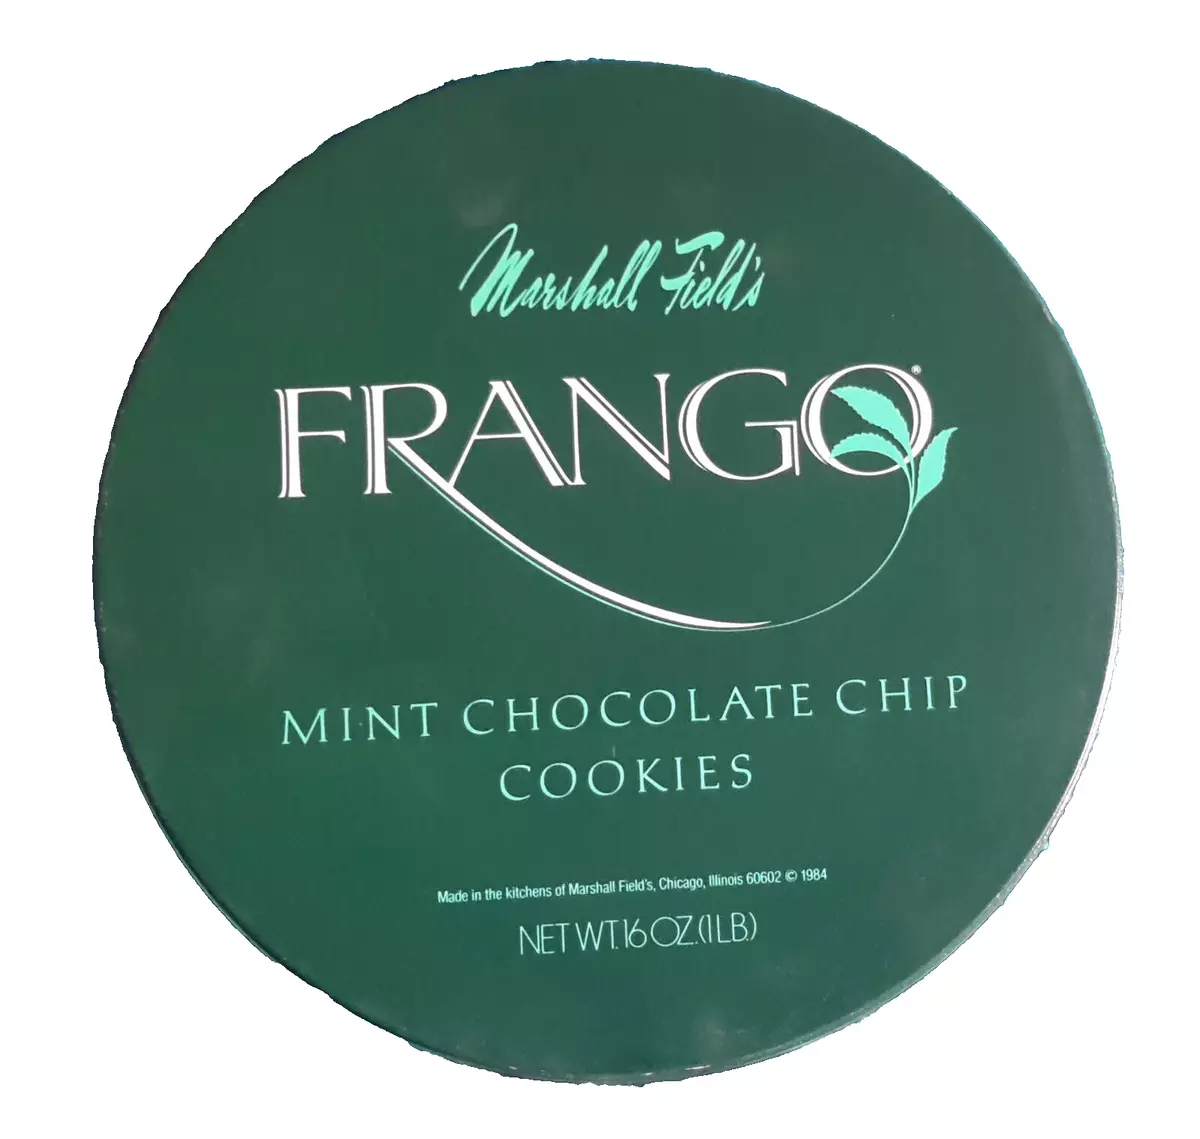 Marshall Field's
FRANGO®
MINT CHOCOLATE CHIP
COOKIES
Made in the kitchens of Marshall Field's, Chicago, Illinois 60602 © 1984
NET WT. 16 OZ. (1 LB.)